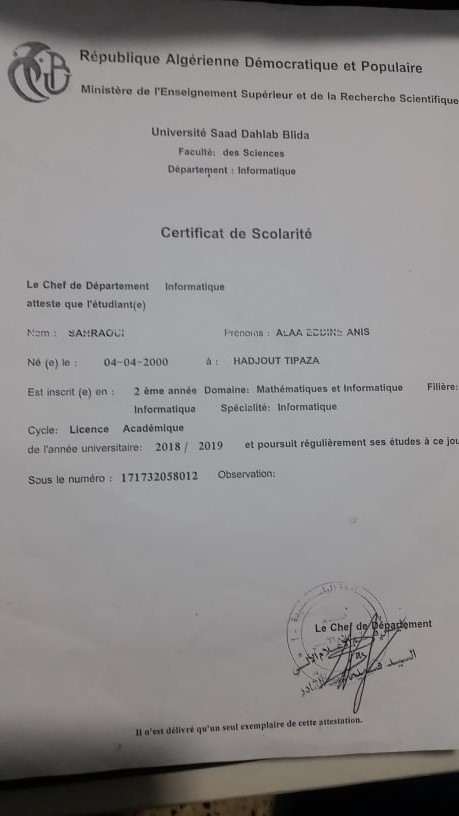 République Algérienne Démocratique et Populaire
Ministère de l'Enseignement Supérieur et de la Recherche Scientifique
Université Saad Dahlab Blida
Faculté: des Sciences
Département : Informatique
Certificat de Scolarité
Le Chef de Département Informatique
atteste que l'étudiant(e)
Nom : SAHRAOUI Prénoms : ALAA EDDINE ANIS
Né (e) le : 04-04-2000 à : HADJOUT TIPAZA
Est inscrit (e) en : 2 ème année Domaine: Mathématiques et Informatique Filière:
Informatique Spécialité: Informatique
Cycle: Licence Académique
de l'année universitaire: 2018 / 2019 et poursuit régulièrement ses études à ce jou
Sous le numéro : 171732058012 Observation:
Le Chef de Département
السيد
Il n'est délivré qu'un seul exemplaire de cette attestation.